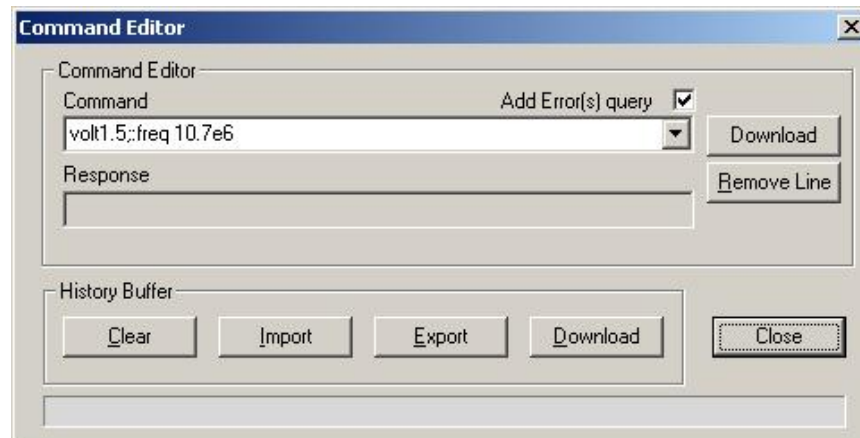 Command Editor
Command Editor
Command
Add Error(s) query
volt1.5;:freq 10.7e6
Download
Response
Remove Line
History Buffer
Clear
Import
Export
Download
Close